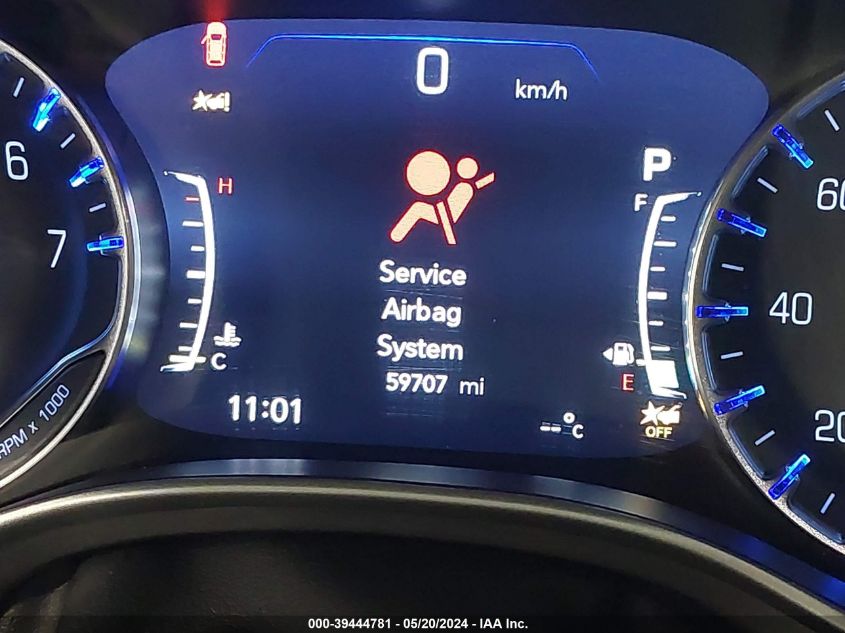 0
km/h
6
H
P
F
60
7
Service
Airbag
System
40
C
E
59707 mi
RPM x 1000
11:01
--°C
OFF
20
000-39444781 - 05/20/2024 - IAA Inc.